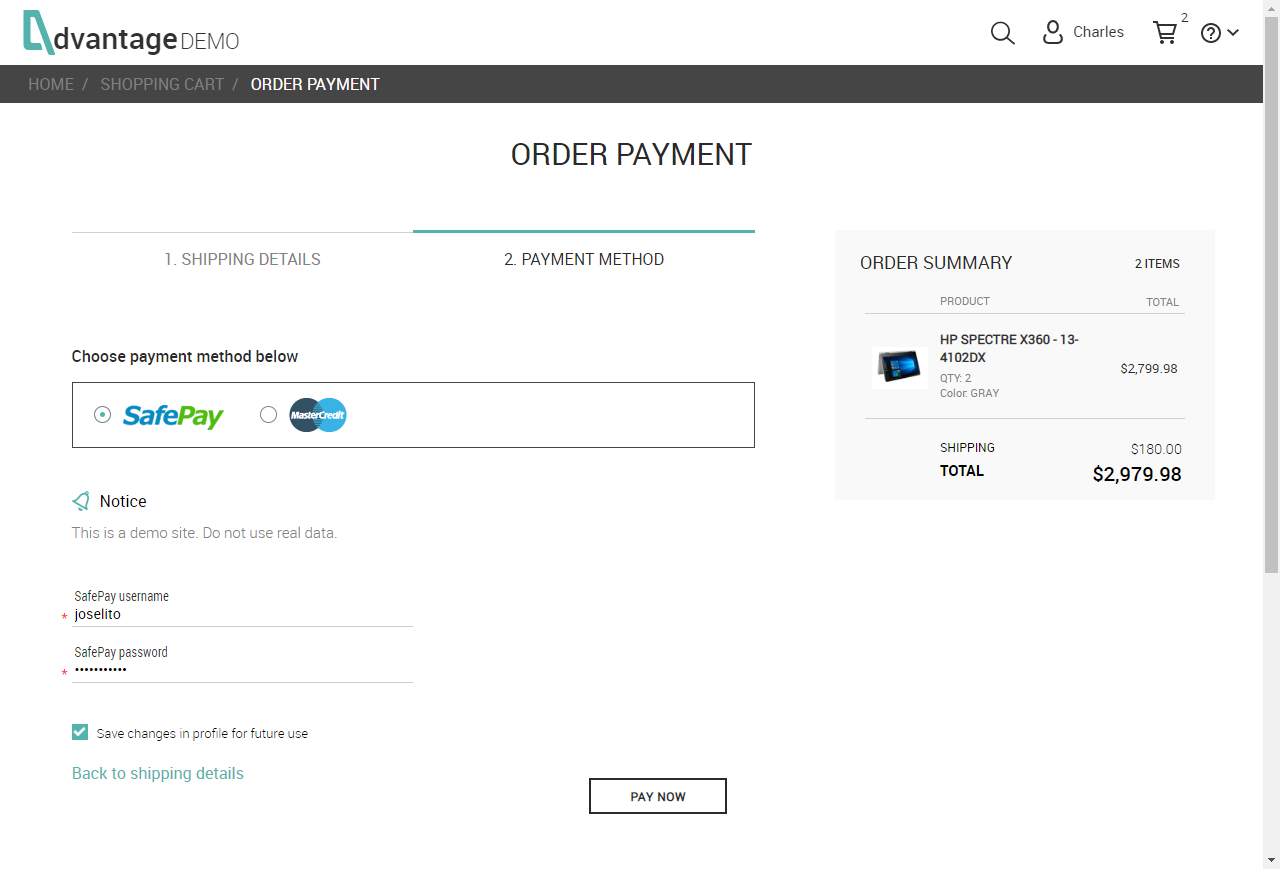 dvantage DEMO
Charles
2
HOME / SHOPPING CART / ORDER PAYMENT
ORDER PAYMENT
1. SHIPPING DETAILS
2. PAYMENT METHOD
Choose payment method below
SafePay
MasterCredit
Notice
This is a demo site. Do not use real data.
SafePay username
* joselito
SafePay password
* •••••••••••
Save changes in profile for future use
Back to shipping details
PAY NOW
ORDER SUMMARY
2 ITEMS
PRODUCT
TOTAL
HP SPECTRE X360 - 13-
4102DX
QTY: 2
Color: GRAY
$2,799.98
SHIPPING
$180.00
TOTAL
$2,979.98